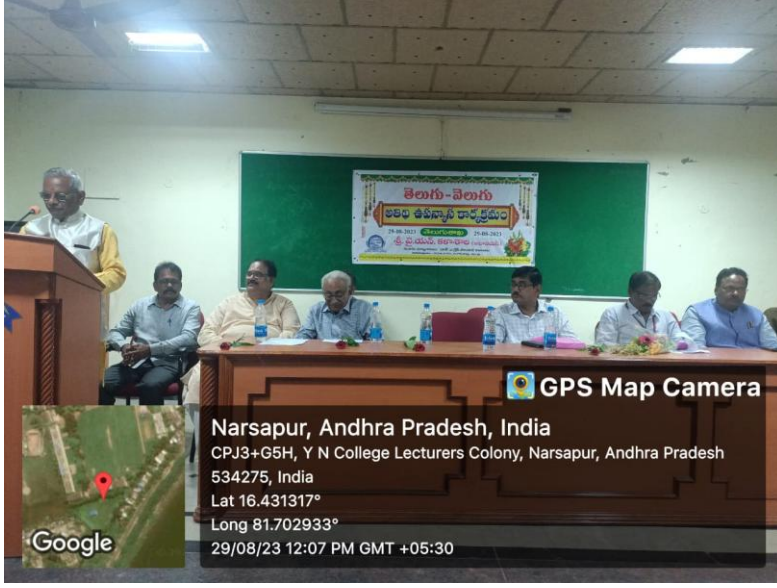 తెలుగు-వెలుగు
అతిథి ఉపన్యాస కార్యక్రమం
29-08-2023 తెలుగుశాఖ 29-08-2023
శ్రీ వై.యన్. కళాశాల
GPS Map Camera
Narsapur, Andhra Pradesh, India
CPJ3+G5H, Y N College Lecturers Colony, Narsapur, Andhra Pradesh
534275, India
Lat 16.431317°
Long 81.702933°
29/08/23 12:07 PM GMT +05:30
Google